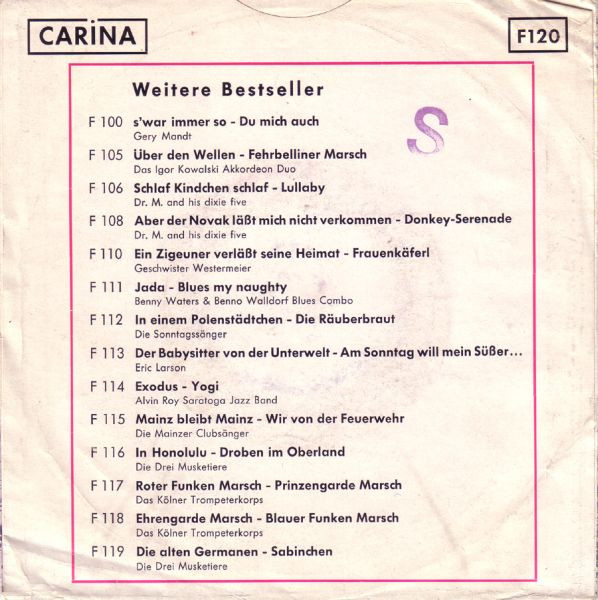 CARiNA
F120
Weitere Bestseller
S
F 100 s'war immer so - Du mich auch
Gery Mandt
F 105 Über den Wellen - Fehrbelliner Marsch
Das Igor Kowalski Akkordeon Duo
F 106 Schlaf Kindchen schlaf - Lullaby
Dr. M. and his dixie five
F 108 Aber der Novak läßt mich nicht verkommen - Donkey-Serenade
Dr. M. and his dixie five
F 110 Ein Zigeuner verläßt seine Heimat - Frauenkäferl
Geschwister Westermeier
F 111 Jada - Blues my naughty
Benny Waters & Benno Walldorf Blues Combo
F 112 In einem Polenstädtchen - Die Räuberbraut
Die Sonntagssänger
F 113 Der Babysitter von der Unterwelt - Am Sonntag will mein Süßer...
Eric Larson
F 114 Exodus - Yogi
Alvin Roy Saratoga Jazz Band
F 115 Mainz bleibt Mainz - Wir von der Feuerwehr
Die Mainzer Clubsänger
F 116 In Honolulu - Droben im Oberland
Die Drei Musketiere
F 117 Roter Funken Marsch - Prinzengarde Marsch
Das Kölner Trompeterkorps
F 118 Ehrengarde Marsch - Blauer Funken Marsch
Das Kölner Trompeterkorps
F 119 Die alten Germanen - Sabinchen
Die Drei Musketiere